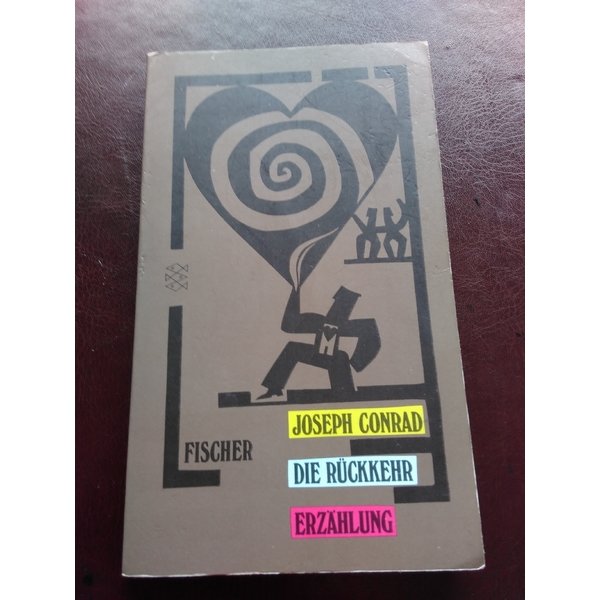 FISCHER
JOSEPH CONRAD
DIE RÜCKKEHR
ERZÄHLUNG